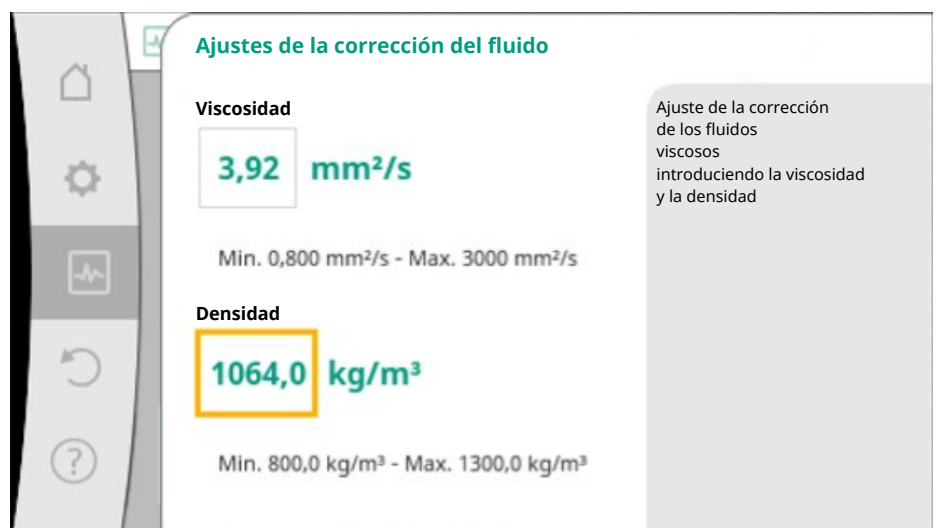 Ajustes de la corrección del fluido
Viscosidad
3,92 mm²/s
Min. 0,800 mm²/s - Max. 3000 mm²/s
Densidad
1064,0 kg/m³
Min. 800,0 kg/m³ - Max. 1300,0 kg/m³
Ajuste de la corrección
de los fluidos
viscosos
introduciendo la viscosidad
y la densidad
?